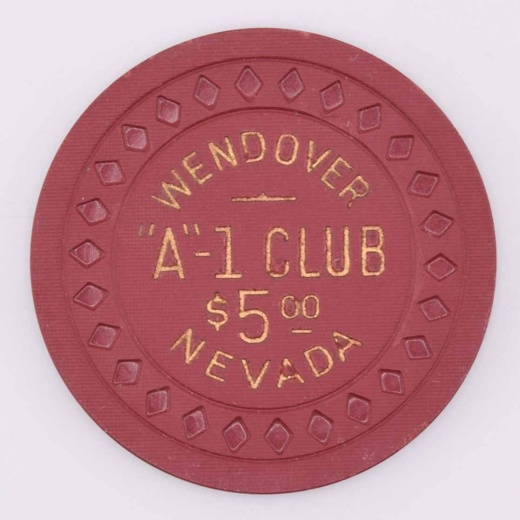 WENDOVER
"A"-1 CLUB
$5.00
NEVADA